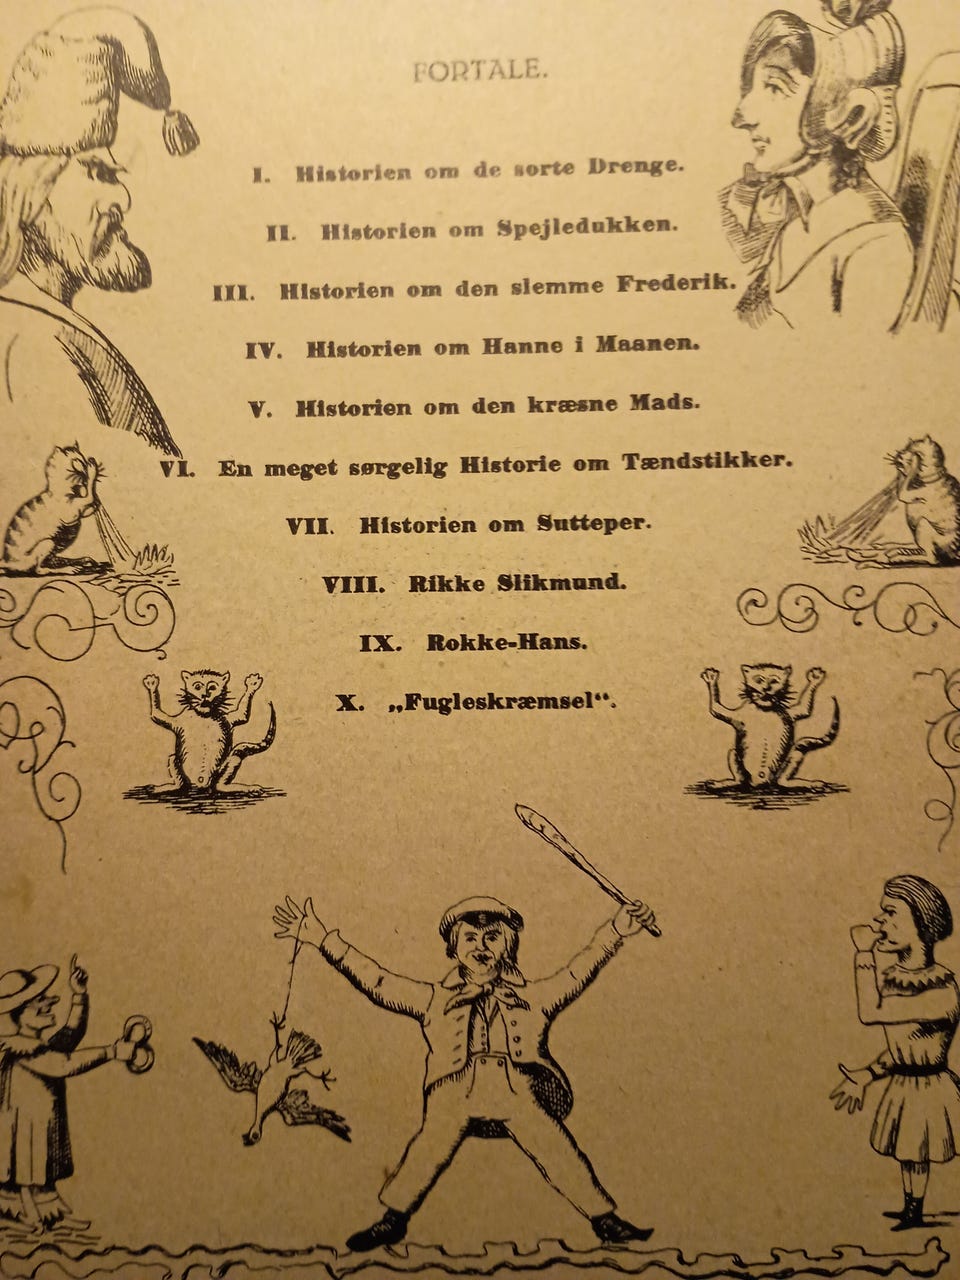 FORTALE.
I. Historien om de sorte Drenge.
II. Historien om Spejledukken.
III. Historien om den slemme Frederik.
IV. Historien om Hanne i Maanen.
V. Historien om den kræsne Mads.
VI. En meget sørgelig Historie om Tændstikker.
VII. Historien om Sutteper.
VIII. Rikke Slikmund.
IX. Rokke-Hans.
X. „Fugleskræmsel“.